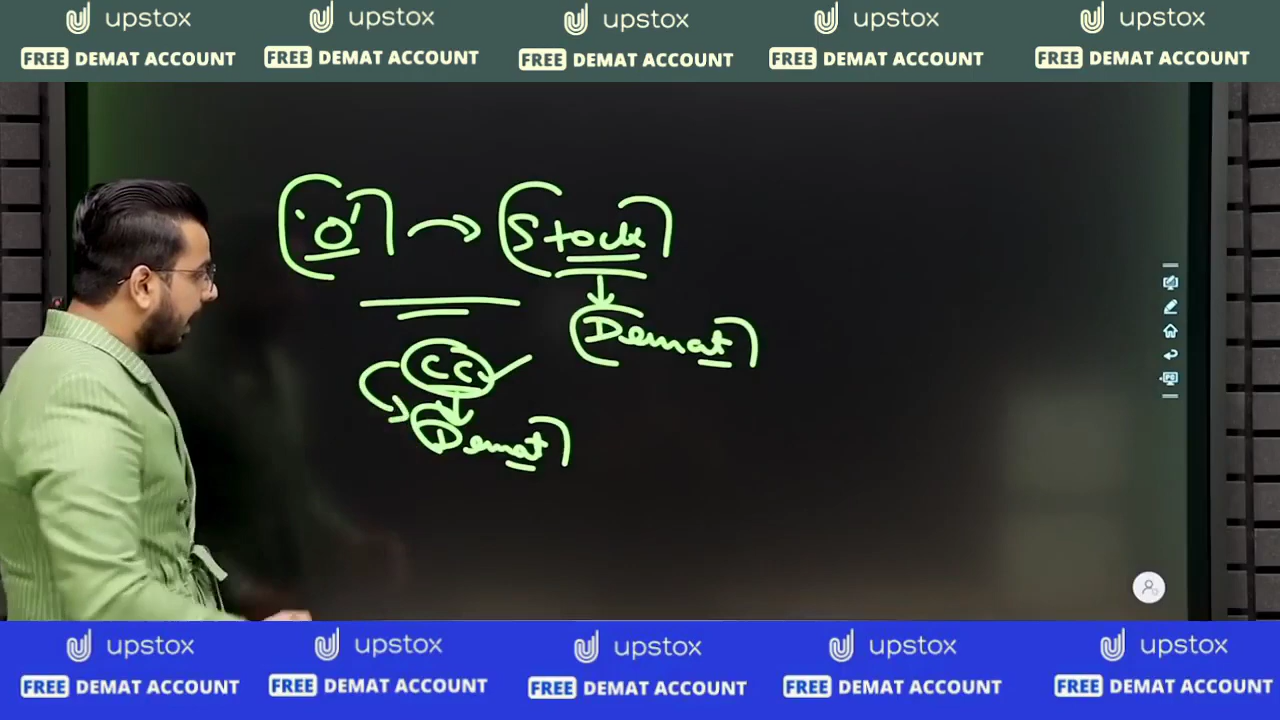 upstox upstox upstox upstox upstox
FREE DEMAT ACCOUNT FREE DEMAT ACCOUNT FREE DEMAT ACCOUNT FREE DEMAT ACCOUNT FREE DEMAT ACCOUNT
'0' → Stock
Demat
Demat
upstox upstox upstox upstox upstox
FREE DEMAT ACCOUNT FREE DEMAT ACCOUNT FREE DEMAT ACCOUNT FREE DEMAT ACCOUNT FREE DEMAT ACCOUNT